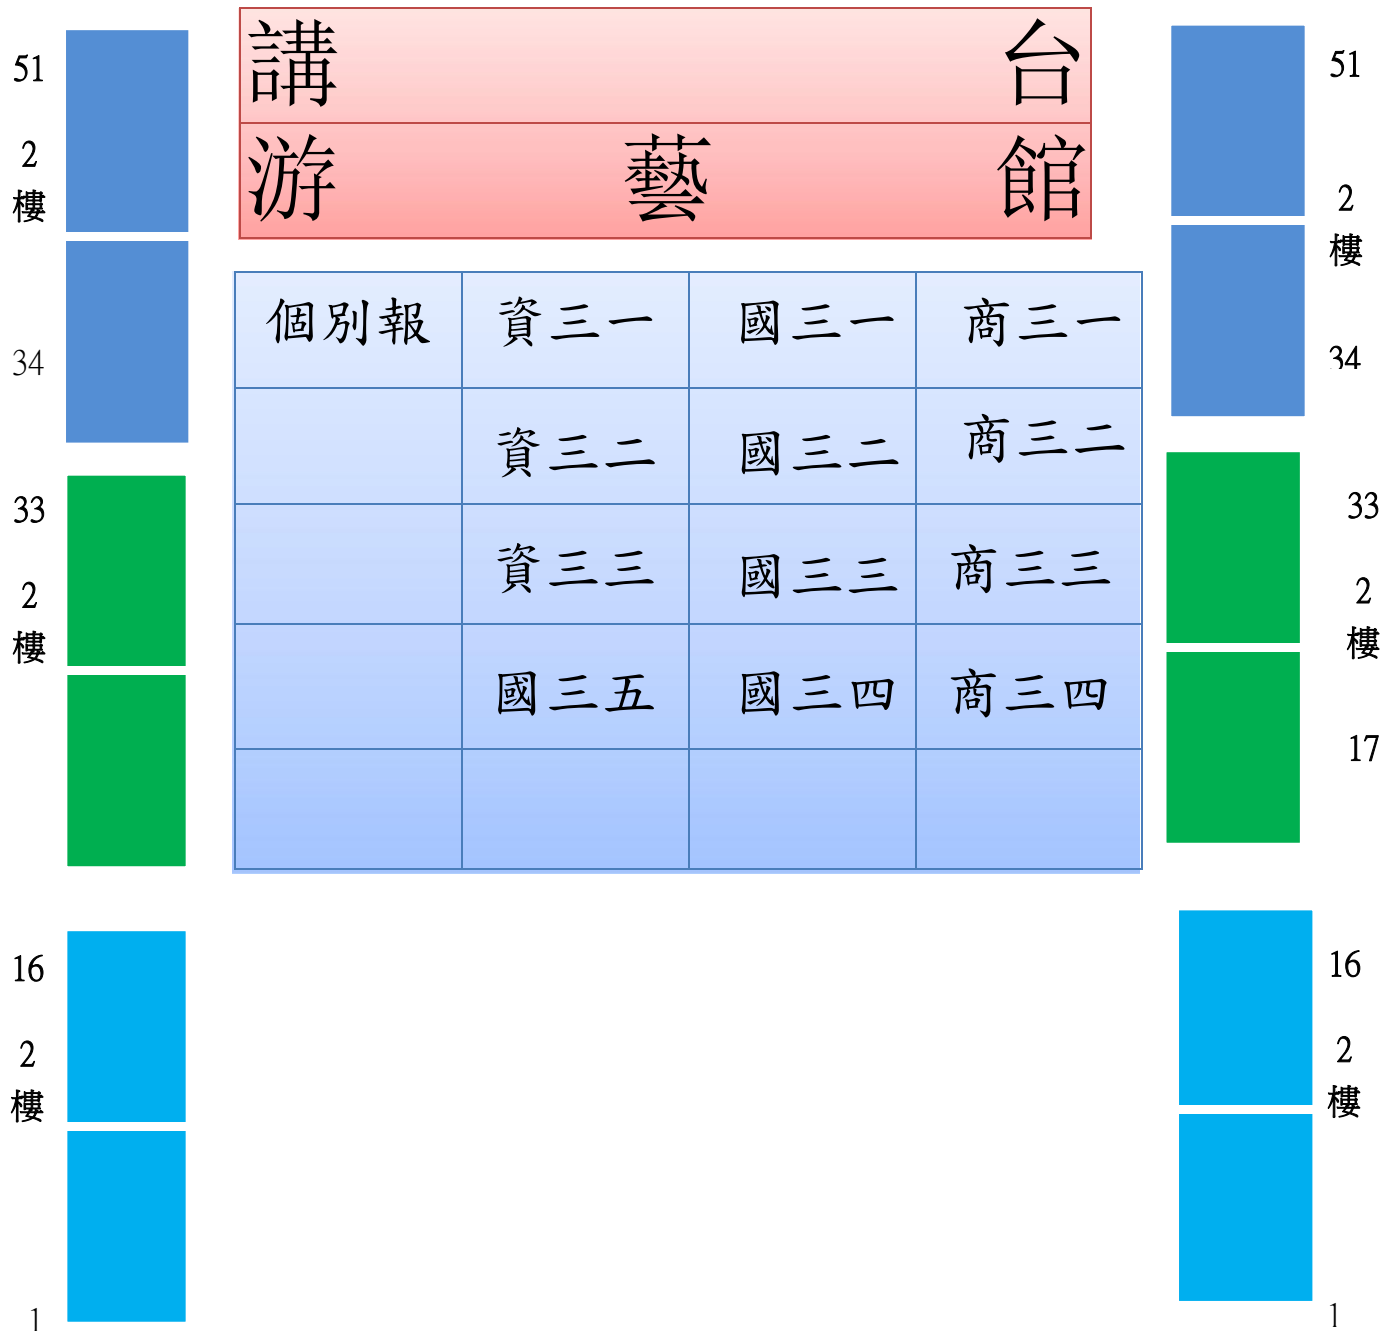 講 台
游 藝 館
個別報 資三一 國三一 商三一
資三二 國三二 商三二
資三三 國三三 商三三
國三五 國三四 商三四
51
2
樓
34
33
2
樓
16
2
樓
1
51
2
樓
34
33
2
樓
17
16
2
樓
1